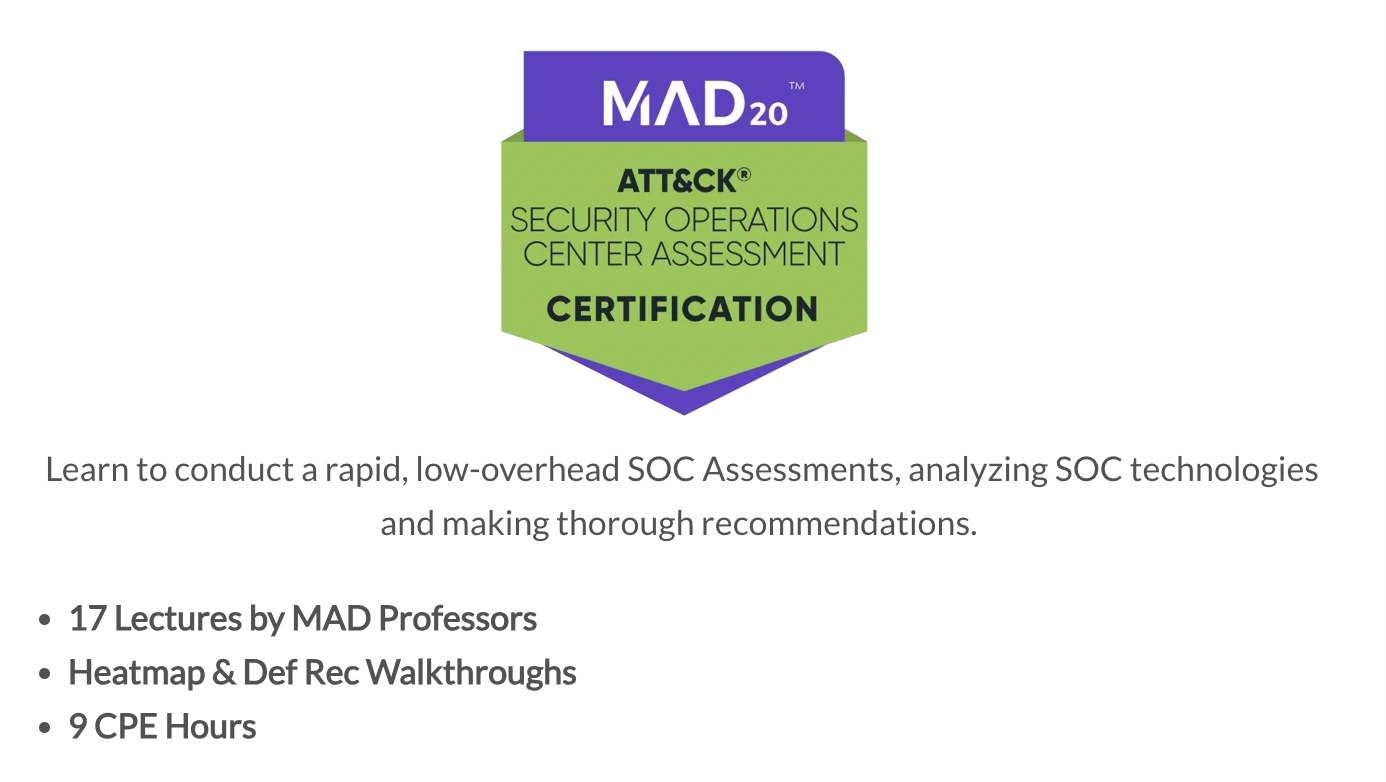 MAD20™
ATT&CK®
SECURITY OPERATIONS
CENTER ASSESSMENT
CERTIFICATION
Learn to conduct a rapid, low-overhead SOC Assessments, analyzing SOC technologies
and making thorough recommendations.
• 17 Lectures by MAD Professors
• Heatmap & Def Rec Walkthroughs
• 9 CPE Hours